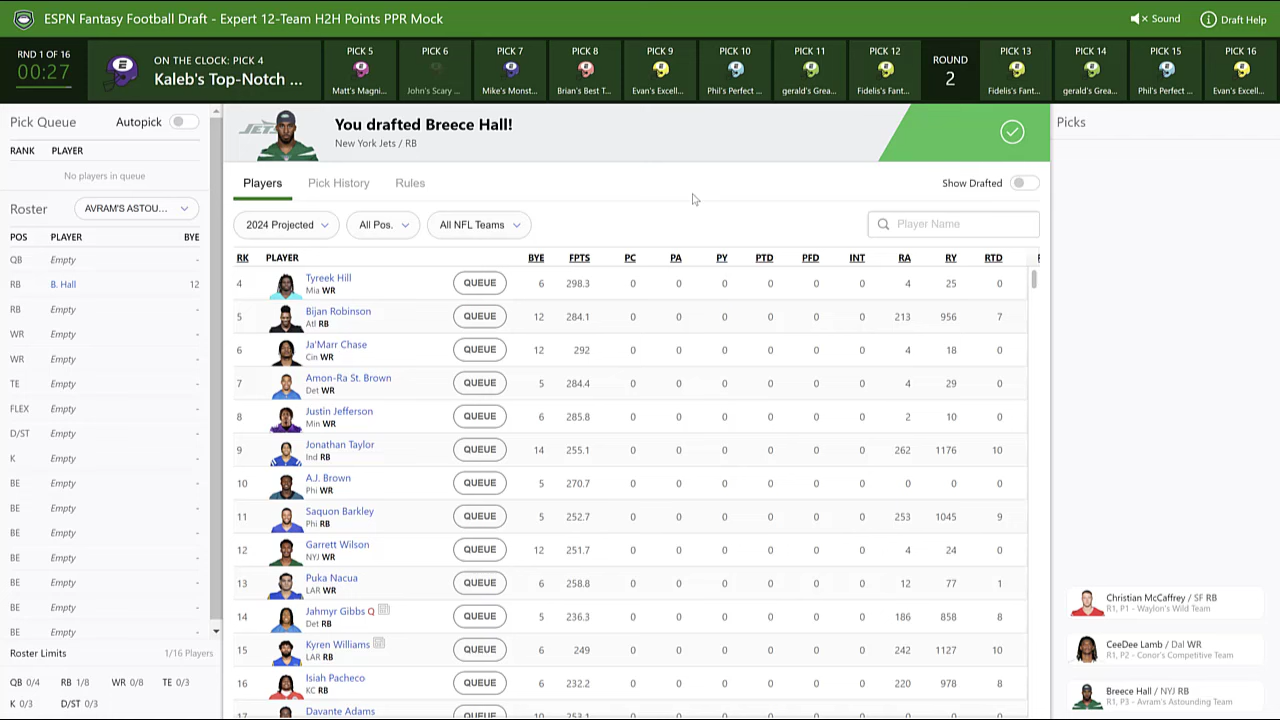 ESPN Fantasy Football Draft - Expert 12-Team H2H Points PPR Mock
Sound
Draft Help
RND 1 OF 16
00:27
ON THE CLOCK: PICK 4
Kaleb's Top-Notch ...
PICK 5
Matt's Magni...
PICK 6
John's Scary ...
PICK 7
Mike's Monst...
PICK 8
Brian's Best T...
PICK 9
Evan's Excell...
PICK 10
Phil's Perfect ...
PICK 11
gerald's Grea...
PICK 12
Fidelis's Fant...
ROUND
2
PICK 13
Fidelis's Fant...
PICK 14
gerald's Grea...
PICK 15
Phil's Perfect ...
PICK 16
Evan's Excell...
Pick Queue
Autopick
RANK PLAYER
No players in queue
Roster
AVRAM'S ASTOU...
POS PLAYER BYE
QB Empty -
RB B. Hall 12
RB Empty -
WR Empty -
WR Empty -
TE Empty -
FLEX Empty -
D/ST Empty -
K Empty -
BE Empty -
BE Empty -
BE Empty -
BE Empty -
BE Empty -
BE Empty -
BE Empty -
Roster Limits 1/16 Players
QB 0/4 RB 1/8 WR 0/8 TE 0/3
K 0/3 D/ST 0/3
JETS
You drafted Breece Hall!
New York Jets / RB
Players Pick History Rules
Show Drafted
2024 Projected
All Pos.
All NFL Teams
Player Name
RK PLAYER BYE FPTS PC PA PY PTD PFD INT RA RY RTD
4 Tyreek Hill QUEUE 6 298.3 0 0 0 0 0 0 4 25 0
Mia WR
5 Bijan Robinson QUEUE 12 284.1 0 0 0 0 0 0 213 956 7
Atl RB
6 Ja'Marr Chase QUEUE 12 292 0 0 0 0 0 0 4 18 0
Cin WR
7 Amon-Ra St. Brown QUEUE 5 284.4 0 0 0 0 0 0 4 29 0
Det WR
8 Justin Jefferson QUEUE 6 285.8 0 0 0 0 0 0 2 10 0
Min WR
9 Jonathan Taylor QUEUE 14 255.1 0 0 0 0 0 0 262 1176 10
Ind RB
10 A.J. Brown QUEUE 5 270.7 0 0 0 0 0 0 0 0 0
Phi WR
11 Saquon Barkley QUEUE 5 252.7 0 0 0 0 0 0 253 1045 9
Phi RB
12 Garrett Wilson QUEUE 12 251.7 0 0 0 0 0 0 4 24 0
NYJ WR
13 Puka Nacua QUEUE 6 258.8 0 0 0 0 0 0 12 77 1
LAR WR
14 Jahmyr Gibbs Q QUEUE 5 236.3 0 0 0 0 0 0 186 858 8
Det RB
15 Kyren Williams QUEUE 6 249 0 0 0 0 0 0 242 1127 10
LAR RB
16 Isiah Pacheco QUEUE 6 232.2 0 0 0 0 0 0 220 978 8
KC RB
17 Davante Adams QUEUE 10 253.1 0 0 0 0 0 0 0 0 0
Picks
Christian McCaffrey / SF RB
R1, P1 - Waylon's Wild Team
CeeDee Lamb / Dal WR
R1, P2 - Conor's Competitive Team
Breece Hall / NYJ RB
R1, P3 - Avram's Astounding Team